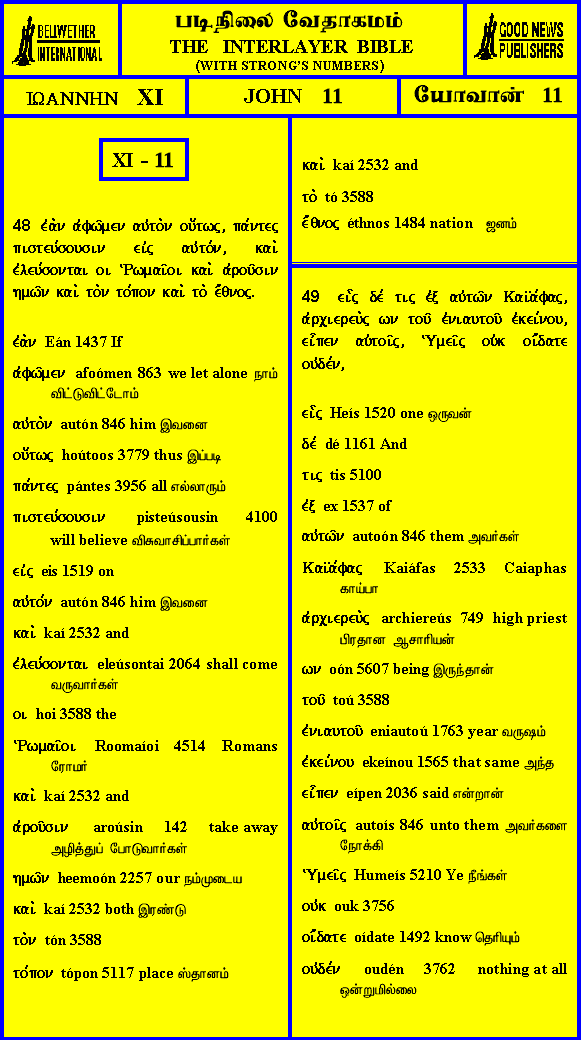 BELLWETHER
INTERNATIONAL
படிநிலை வேதாகமம்
THE INTERLAYER BIBLE
(WITH STRONG'S NUMBERS)
GOOD NEWS
PUBLISHERS
ΙΩΑΝΝΗΝ XI
JOHN 11
யோவான் 11
XI - 11
48 ἐὰν ἀφῶμεν αὐτὸν οὕτως, πάντες
πιστεύσουσιν εἰς αὐτόν, καὶ
ἐλεύσονται οι Ῥωμαῖοι καὶ ἀροῦσιν
ημῶν καὶ τὸν τόπον καὶ τὸ ἔθνος.
ἐὰν Eán 1437 If
ἀφῶμεν afoómen 863 we let alone நாம்
விட்டுவிட்டோம்
αὐτὸν autón 846 him இவனை
οὕτως hoútoos 3779 thus இப்படி
πάντες pántes 3956 all எல்லாரும்
πιστεύσουσιν pisteúsousin 4100
will believe விசுவாசிப்பார்கள்
εἰς eis 1519 on
αὐτόν autón 846 him இவனை
καὶ kaí 2532 and
ἐλεύσονται eleúsontai 2064 shall come
வருவார்கள்
οι hoi 3588 the
Ῥωμαῖοι Roomaíoi 4514 Romans
ரோமர்
καὶ kaí 2532 and
ἀροῦσιν aroúsin 142 take away
அழித்துப் போடுவார்கள்
ημῶν heemoón 2257 our நம்முடைய
καὶ kaí 2532 both இரண்டு
τὸν tón 3588
τόπον tópon 5117 place ஸ்தானம்
καὶ kaí 2532 and
τὸ tó 3588
ἔθνος éthnos 1484 nation ஜனம்
49 εἷς δέ τις ἐξ αὐτῶν Καϊάφας,
ἀρχιερεὺς ων τοῦ ἐνιαυτοῦ ἐκείνου,
εἶπεν αὐτοῖς, Ὑμεῖς οὐκ οἴδατε
οὐδέν,
εἷς Heís 1520 one ஒருவன்
δέ dé 1161 And
τις tis 5100
ἐξ ex 1537 of
αὐτῶν autoón 846 them அவர்கள்
Καϊάφας Kaiáfas 2533 Caiaphas
காய்பா
ἀρχιερεὺς archiereús 749 high priest
பிரதான ஆசாரியன்
ων oón 5607 being இருந்தான்
τοῦ toú 3588
ἐνιαυτοῦ eniautoú 1763 year வருஷம்
ἐκείνου ekeínou 1565 that same அந்த
εἶπεν eípen 2036 said என்றான்
αὐτοῖς autoís 846 unto them அவர்களை
நோக்கி
Ὑμεῖς Humeís 5210 Ye நீங்கள்
οὐκ ouk 3756
οἴδατε oídate 1492 know தெரியும்
οὐδέν oudén 3762 nothing at all
ஒன்றுமில்லை